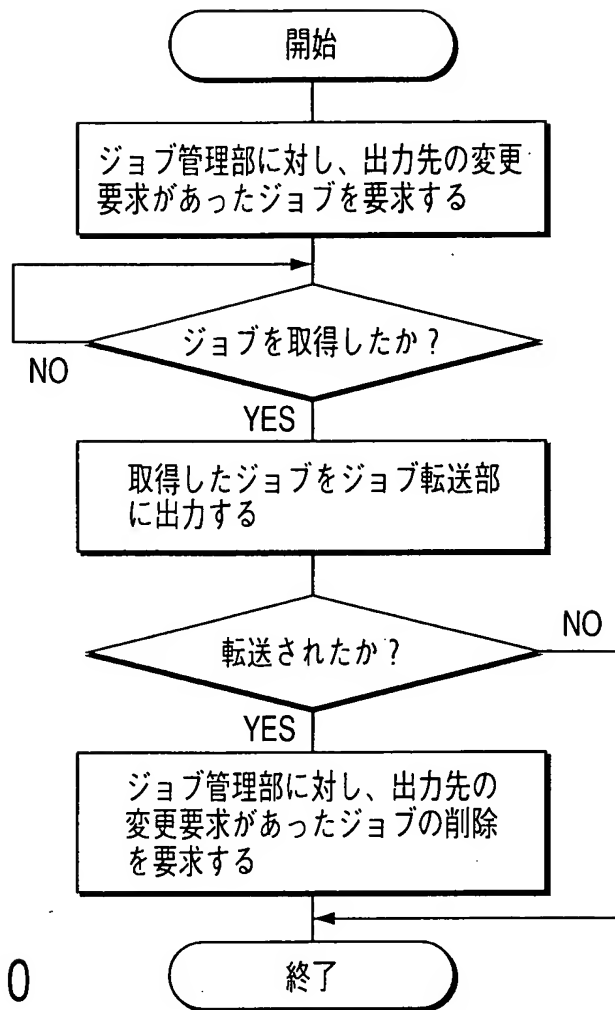 開始
ジョブ管理部に対し、出力先の変更
要求があったジョブを要求する
ジョブを取得したか?
NO
YES
取得したジョブをジョブ転送部
に出力する
転送されたか?
NO
YES
ジョブ管理部に対し、出力先の
変更要求があったジョブの削除
を要求する
終了
0